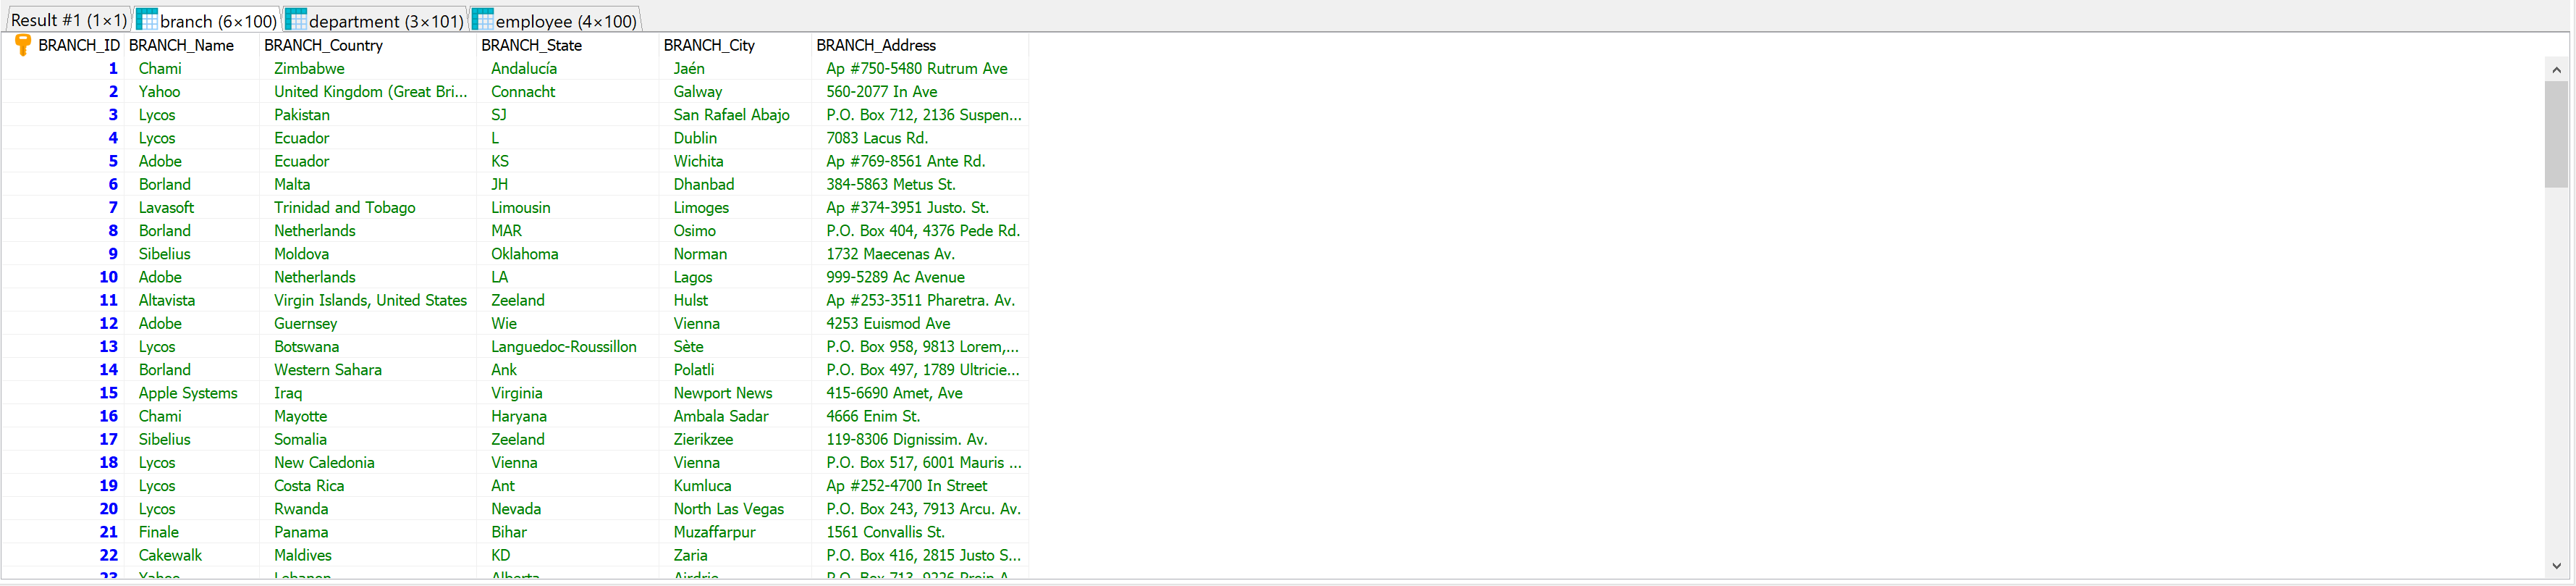 Result #1 (1×1) branch (6×100) department (3×101) employee (4×100)
BRANCH_ID BRANCH_Name BRANCH_Country BRANCH_State BRANCH_City BRANCH_Address
1 Chami Zimbabwe Andalucía Jaén Ap #750-5480 Rutrum Ave
2 Yahoo United Kingdom (Great Bri... Connacht Galway 560-2077 In Ave
3 Lycos Pakistan SJ San Rafael Abajo P.O. Box 712, 2136 Suspen...
4 Lycos Ecuador L Dublin 7083 Lacus Rd.
5 Adobe Ecuador KS Wichita Ap #769-8561 Ante Rd.
6 Borland Malta JH Dhanbad 384-5863 Metus St.
7 Lavasoft Trinidad and Tobago Limousin Limoges Ap #374-3951 Justo. St.
8 Borland Netherlands MAR Osimo P.O. Box 404, 4376 Pede Rd.
9 Sibelius Moldova Oklahoma Norman 1732 Maecenas Av.
10 Adobe Netherlands LA Lagos 999-5289 Ac Avenue
11 Altavista Virgin Islands, United States Zeeland Hulst Ap #253-3511 Pharetra. Av.
12 Adobe Guernsey Wie Vienna 4253 Euismod Ave
13 Lycos Botswana Languedoc-Roussillon Sète P.O. Box 958, 9813 Lorem,...
14 Borland Western Sahara Ank Polatli P.O. Box 497, 1789 Ultricie...
15 Apple Systems Iraq Virginia Newport News 415-6690 Amet, Ave
16 Chami Mayotte Haryana Ambala Sadar 4666 Enim St.
17 Sibelius Somalia Zeeland Zierikzee 119-8306 Dignissim. Av.
18 Lycos New Caledonia Vienna Vienna P.O. Box 517, 6001 Mauris ...
19 Lycos Costa Rica Ant Kumluca Ap #252-4700 In Street
20 Lycos Rwanda Nevada North Las Vegas P.O. Box 243, 7913 Arcu. Av.
21 Finale Panama Bihar Muzaffarpur 1561 Convallis St.
22 Cakewalk Maldives KD Zaria P.O. Box 416, 2815 Justo S...
23 Yahoo Lebanon Alberta Airdrie P.O. Box 713, 9226 Proin A...